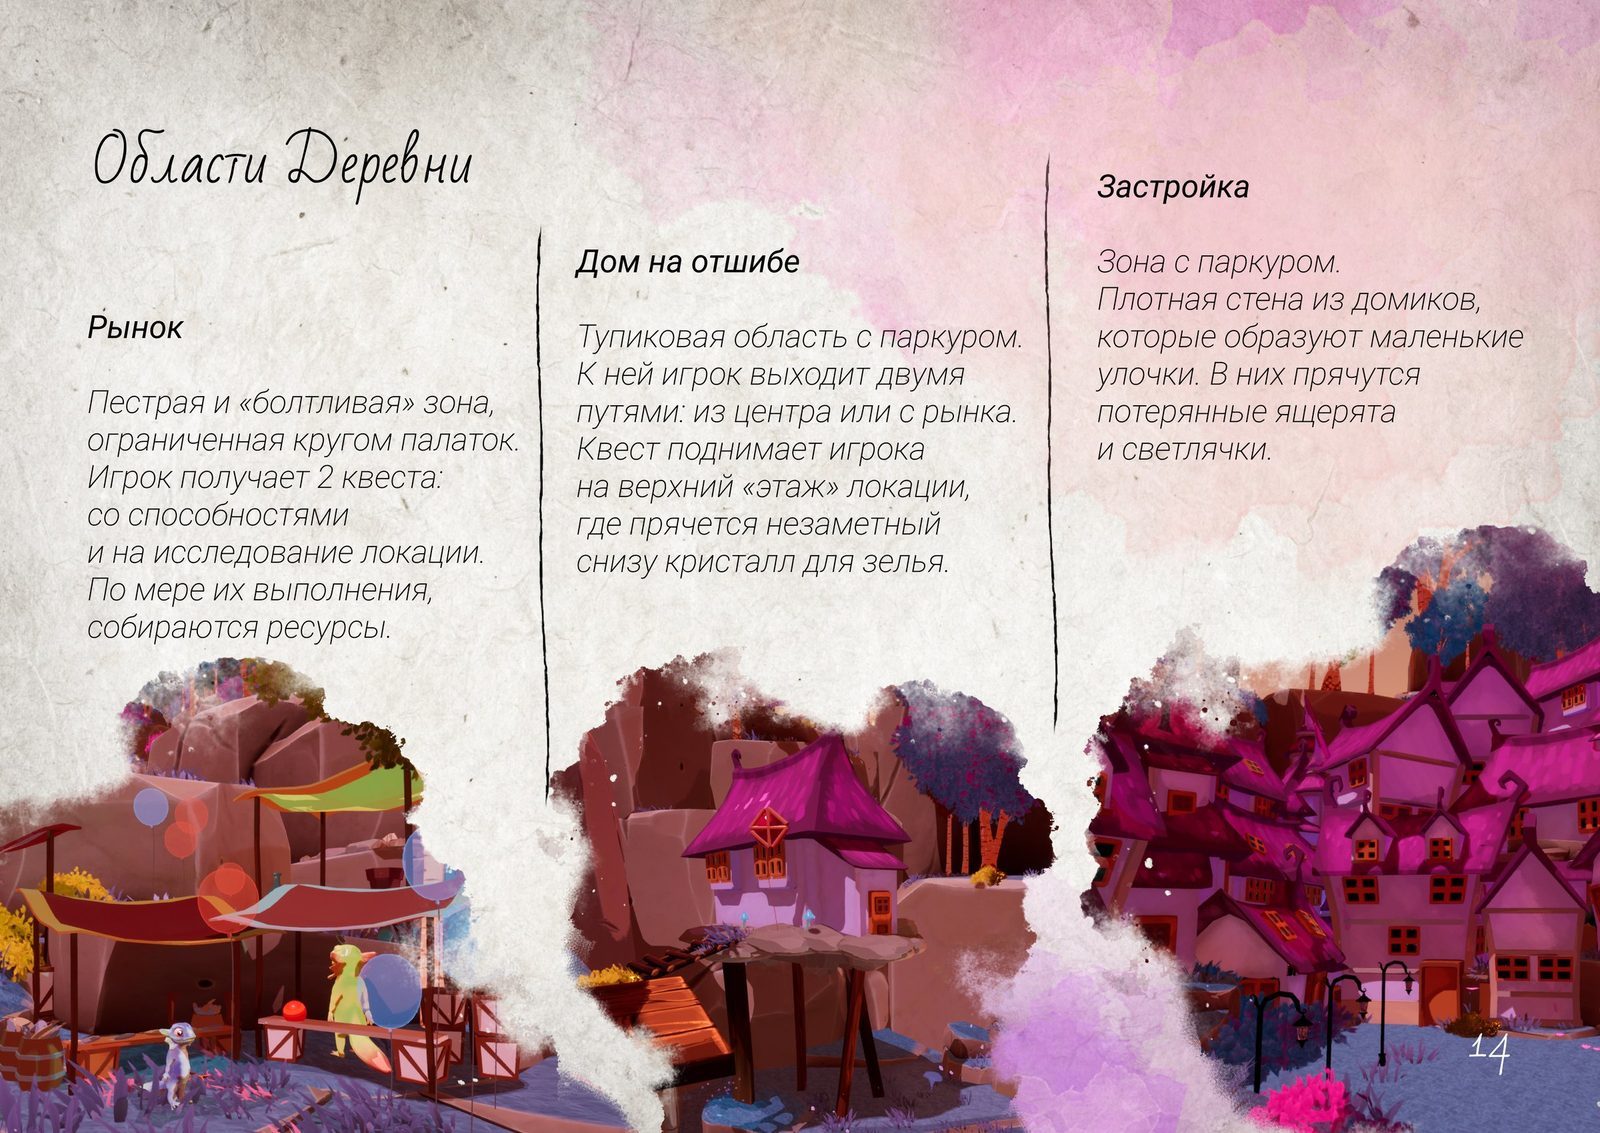 Области Деревни
Рынок
Пестрая и «болтливая» зона,
ограниченная кругом палаток.
Игрок получает 2 квеста:
со способностями
и на исследование локации.
По мере их выполнения,
собираются ресурсы.
Дом на отшибе
Тупиковая область с паркуром.
К ней игрок выходит двумя
путями: из центра или с рынка.
Квест поднимает игрока
на верхний «этаж» локации,
где прячется незаметный
снизу кристалл для зелья.
Застройка
Зона с паркуром.
Плотная стена из домиков,
которые образуют маленькие
улочки. В них прячутся
потерянные ящерята
и светлячки.
14